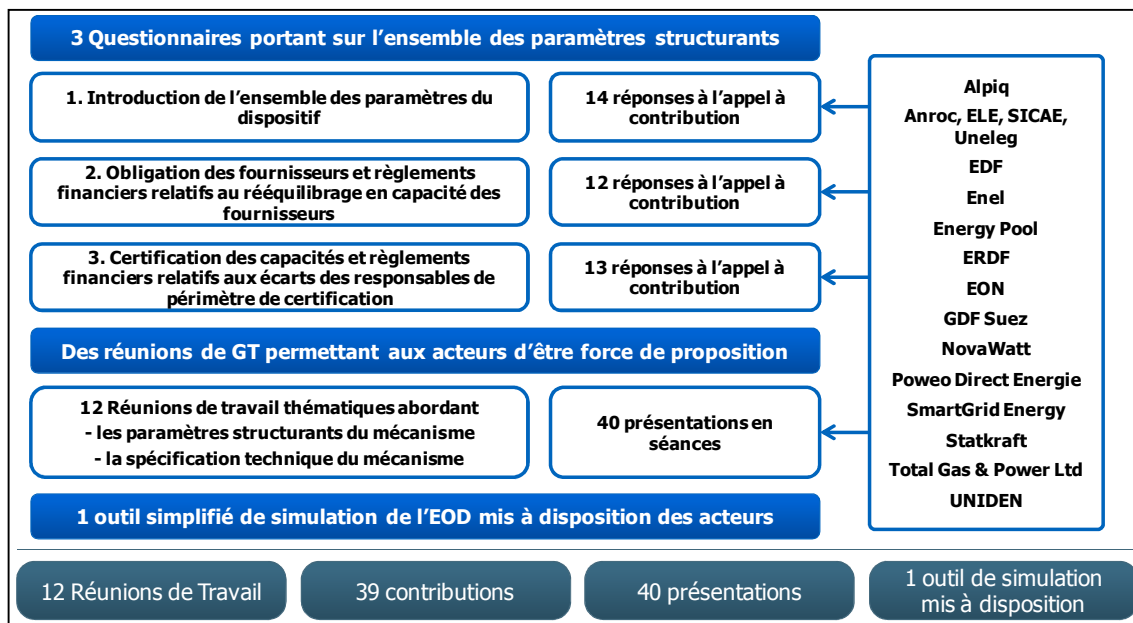 3 Questionnaires portant sur l’ensemble des paramètres structurants
1. Introduction de l’ensemble des paramètres du
dispositif
14 réponses à l’appel à
contribution
2. Obligation des fournisseurs et règlements
financiers relatifs au rééquilibrage en capacité des
fournisseurs
12 réponses à l’appel à
contribution
3. Certification des capacités et règlements
financiers relatifs aux écarts des responsables de
périmètre de certification
13 réponses à l’appel à
contribution
Des réunions de GT permettant aux acteurs d’être force de proposition
12 Réunions de travail thématiques abordant
- les paramètres structurants du mécanisme
- la spécification technique du mécanisme
40 présentations en
séances
1 outil simplifié de simulation de l’EOD mis à disposition des acteurs
Alpiq
Anroc, ELE, SICAE,
Uneleg
EDF
Enel
Energy Pool
ERDF
EON
GDF Suez
NovaWatt
Poweo Direct Energie
SmartGrid Energy
Statkraft
Total Gas & Power Ltd
UNIDEN
12 Réunions de Travail
39 contributions
40 présentations
1 outil de simulation
mis à disposition